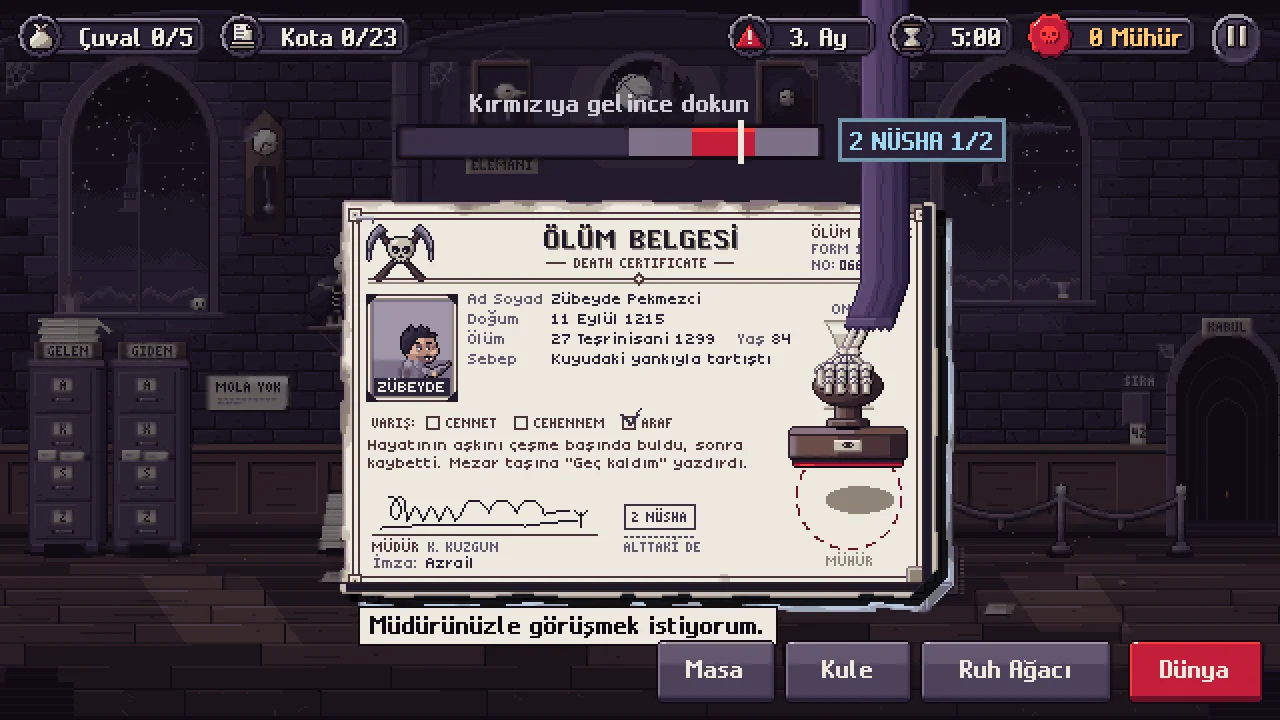 Çuval 0/5
Kota 0/23
3. Ay
5:00
0 Mühür
Kırmızıya gelince dokun
2 NÜSHA 1/2
ELEMANI
ÖLÜM BELGESİ
DEATH CERTIFICATE
ÖLÜM
FORM
NO:
Ad Soyad Zübeyde Pekmezci
Doğum 11 Eylül 1215
Ölüm 27 Teşrinisani 1299 Yaş 84
Sebep Kuyudaki yankıyla tartıştı
ZÜBEYDE
VARIŞ: CENNET CEHENNEM ARAF
Hayatının aşkını çeşme başında buldu, sonra
kaybetti. Mezar taşına "Geç kaldım" yazdırdı.
2 NÜSHA
ALTTAKİ DE
MÜDÜR K. KUZGUN
İmza: Azrail
MÜHÜR
GELEN
GİDEN
A
A
K
K
S
S
Z
Z
MOLA YOK
KABUL
SIRA
42
Müdürünüzle görüşmek istiyorum.
Masa
Kule
Ruh Ağacı
Dünya